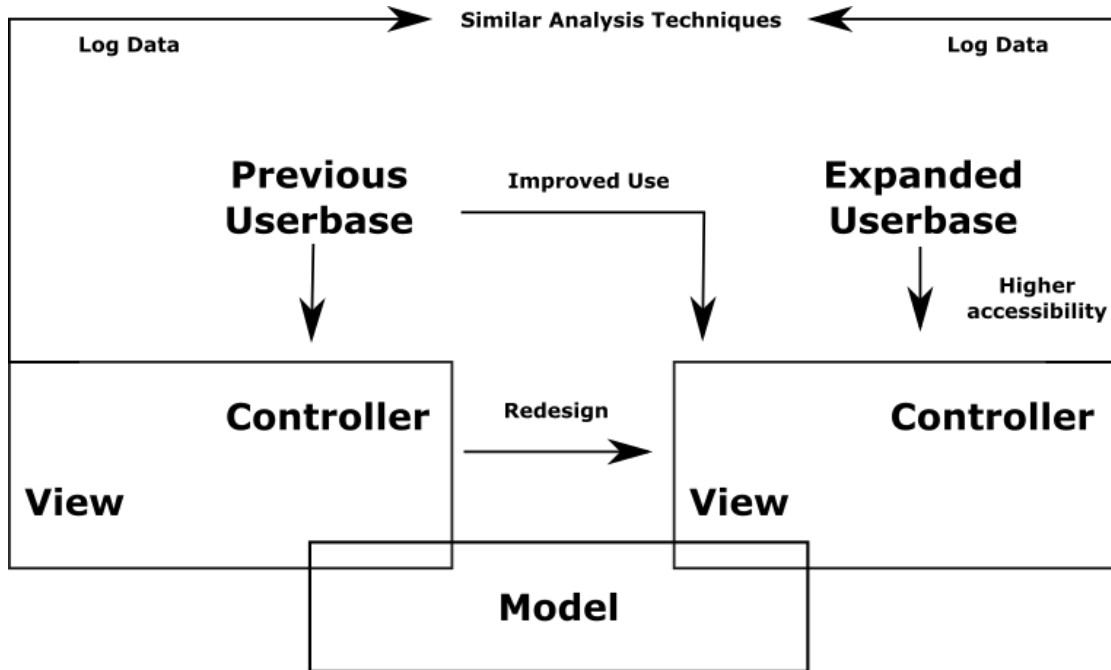 Similar Analysis Techniques
Log Data
Log Data
Previous
Userbase
Improved Use
Expanded
Userbase
Higher
accessibility
Controller
Redesign
Controller
View
View
Model